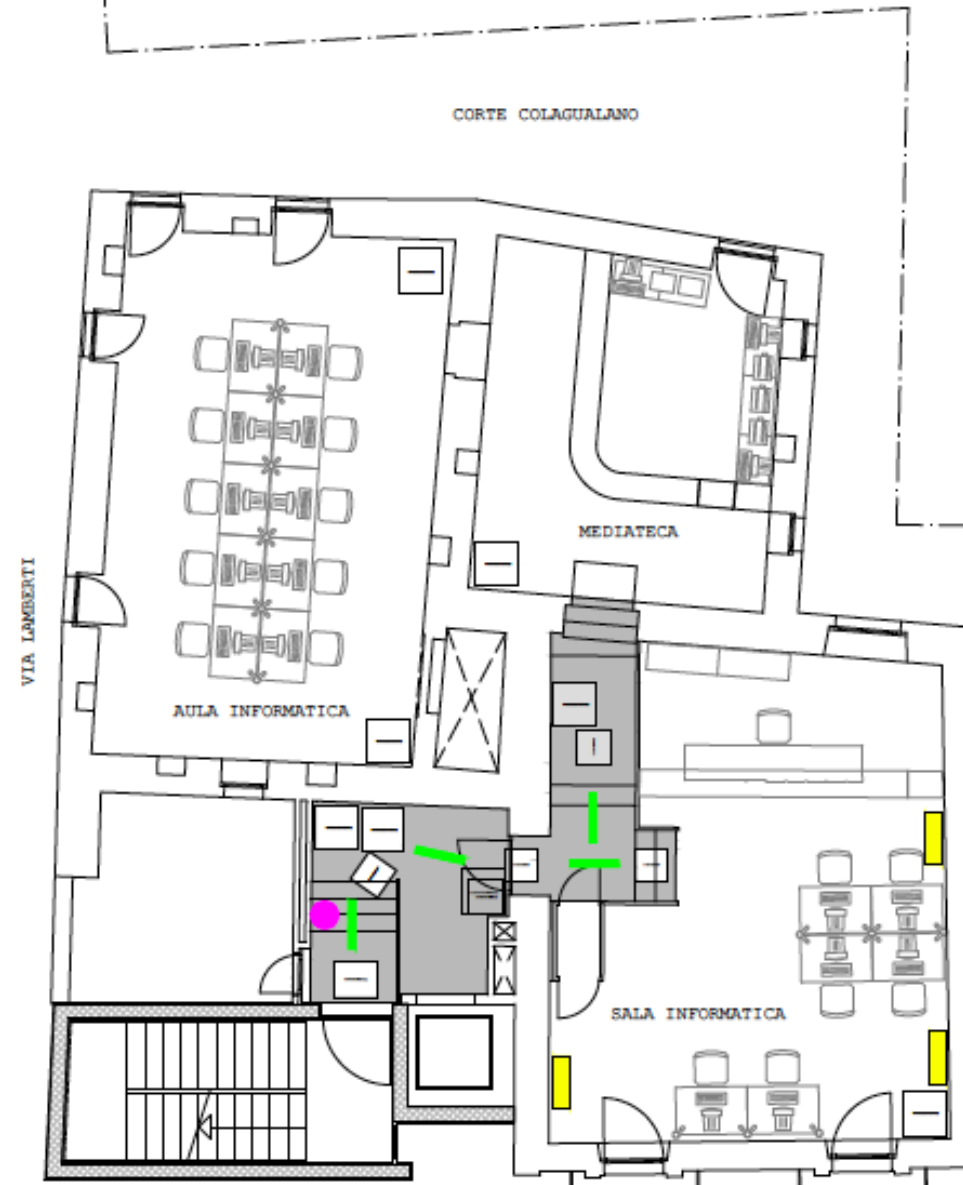 CORTE COLAGUALANO
MEDIATECA
VIA LAMBERTI
AULA INFORMATICA
SALA INFORMATICA